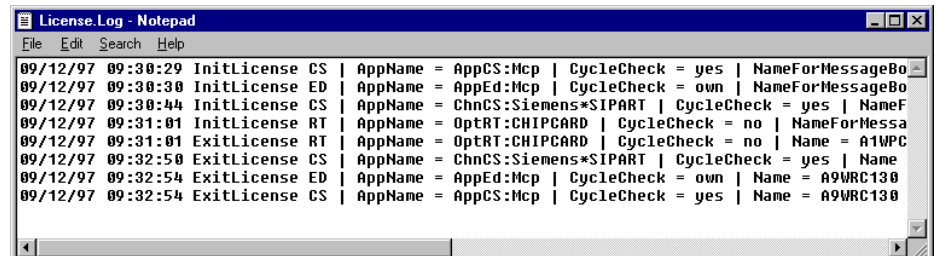 License.Log - Notepad
File Edit Search Help
09/12/97 09:30:29 InitLicense CS | AppName = AppCS:Mcp | CycleCheck = yes | NameForMessageBo
09/12/97 09:30:30 InitLicense ED | AppName = AppEd:Mcp | CycleCheck = own | NameForMessageBo
09/12/97 09:30:44 InitLicense CS | AppName = ChnCS:Siemens*SIPART | CycleCheck = yes | NameF
09/12/97 09:31:01 InitLicense RT | AppName = OptRT:CHIPCARD | CycleCheck = no | NameForMessa
09/12/97 09:31:01 ExitLicense RT | AppName = OptRT:CHIPCARD | CycleCheck = no | Name = A1WPC
09/12/97 09:32:50 ExitLicense CS | AppName = ChnCS:Siemens*SIPART | CycleCheck = yes | Name
09/12/97 09:32:54 ExitLicense ED | AppName = AppEd:Mcp | CycleCheck = own | Name = A9WRC130
09/12/97 09:32:54 ExitLicense CS | AppName = AppCS:Mcp | CycleCheck = yes | Name = A9WRC130